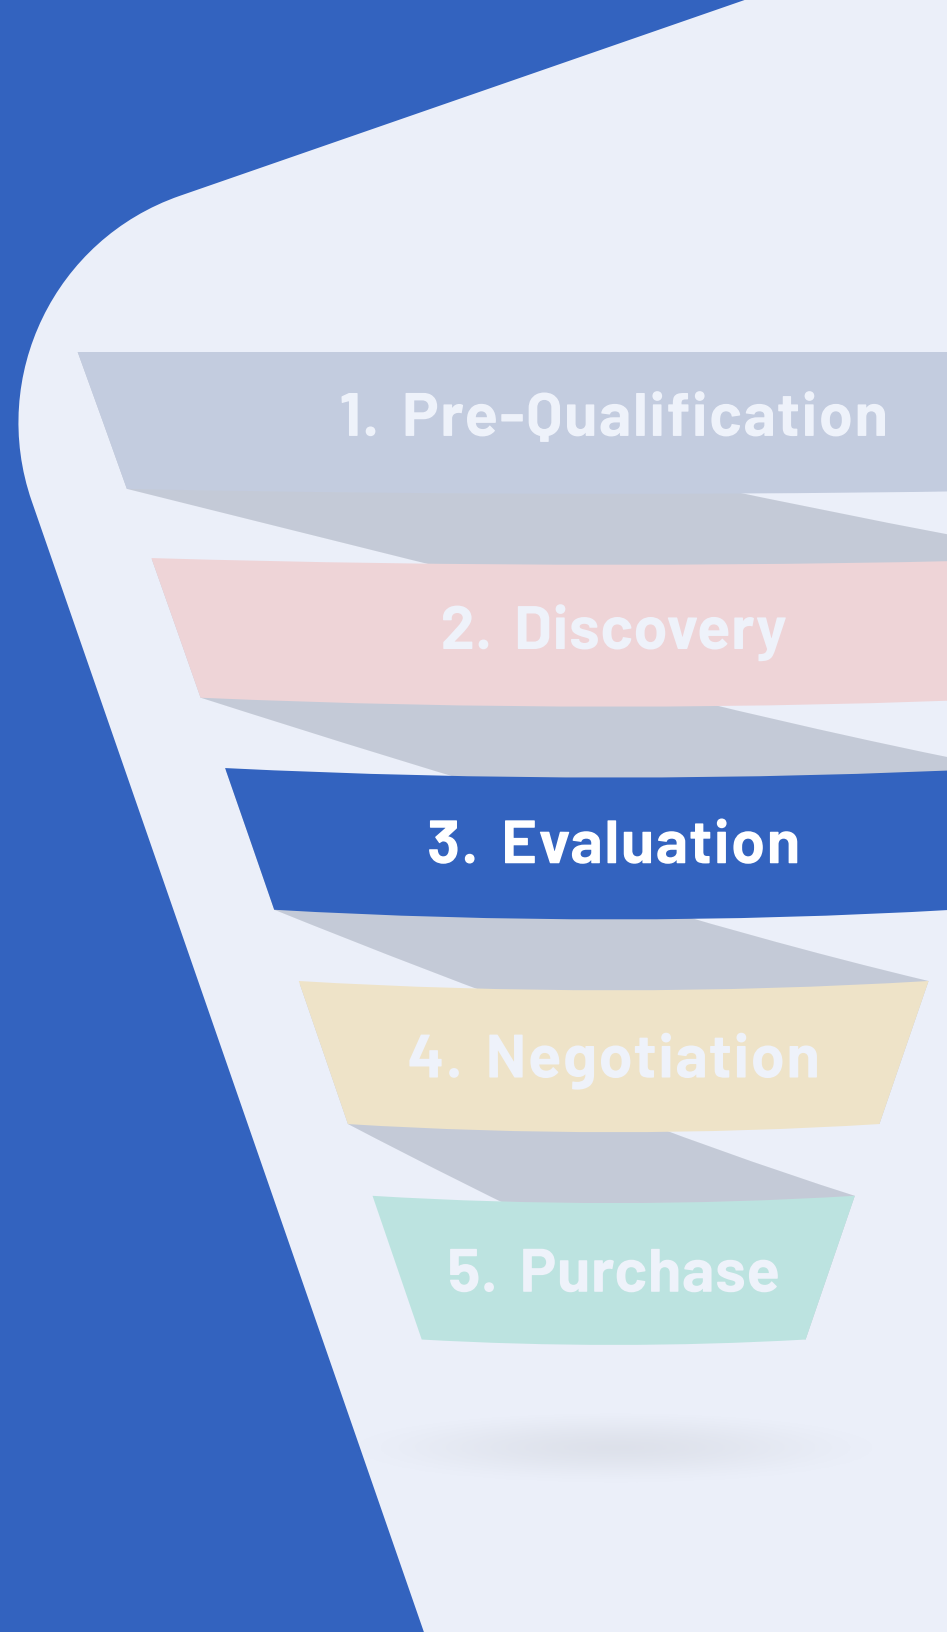 1. Pre-Qualification
2. Discovery
3. Evaluation
4. Negotiation
5. Purchase